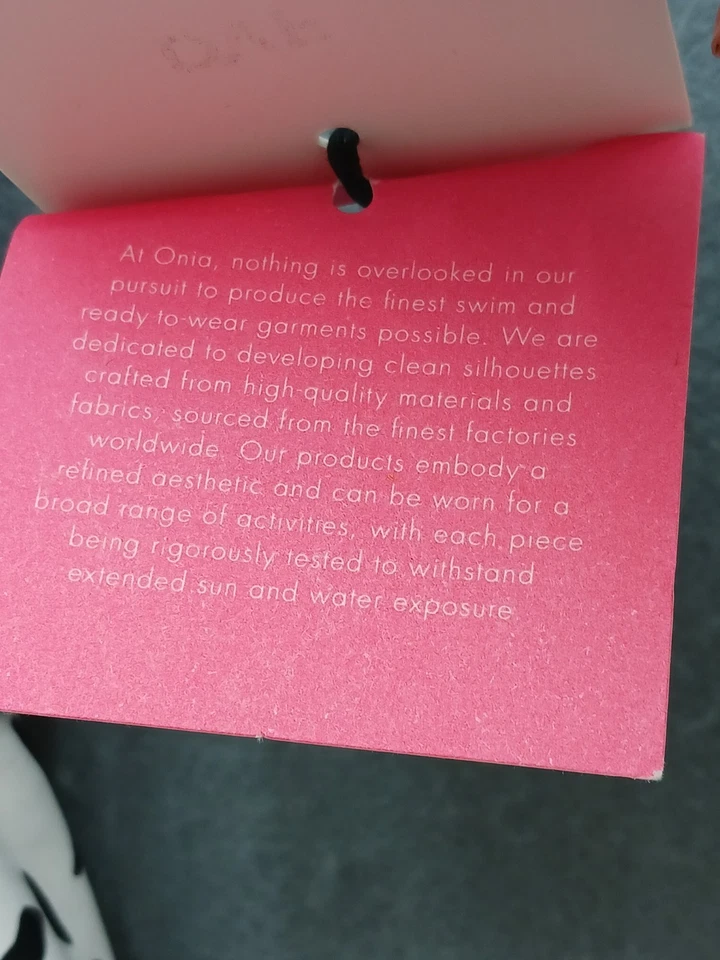 At Onia, nothing is overlooked in our
pursuit to produce the finest swim and
ready-to-wear garments possible. We are
dedicated to developing clean silhouettes
crafted from high-quality materials and
fabrics, sourced from the finest factories
worldwide. Our products embody a
refined aesthetic and can be worn for a
broad range of activities, with each piece
being rigorously tested to withstand
extended sun and water exposure.